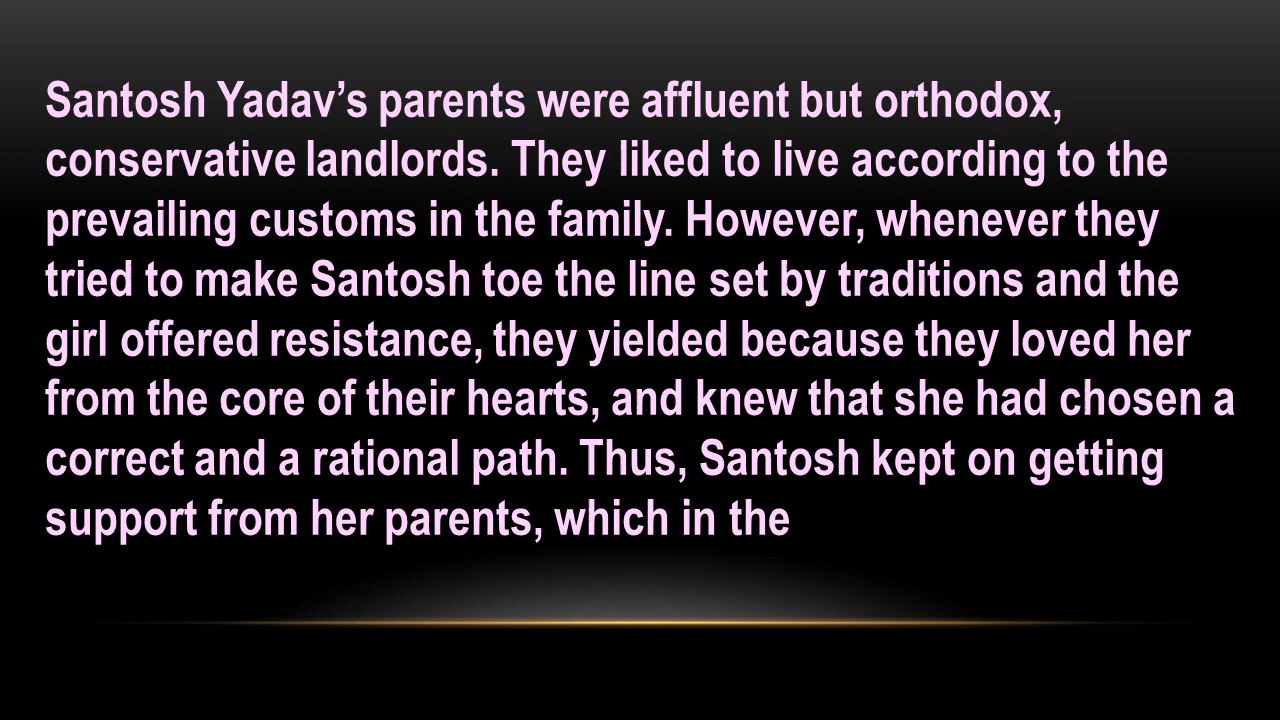 Santosh Yadav’s parents were affluent but orthodox,
conservative landlords. They liked to live according to the
prevailing customs in the family. However, whenever they
tried to make Santosh toe the line set by traditions and the
girl offered resistance, they yielded because they loved her
from the core of their hearts, and knew that she had chosen a
correct and a rational path. Thus, Santosh kept on getting
support from her parents, which in the